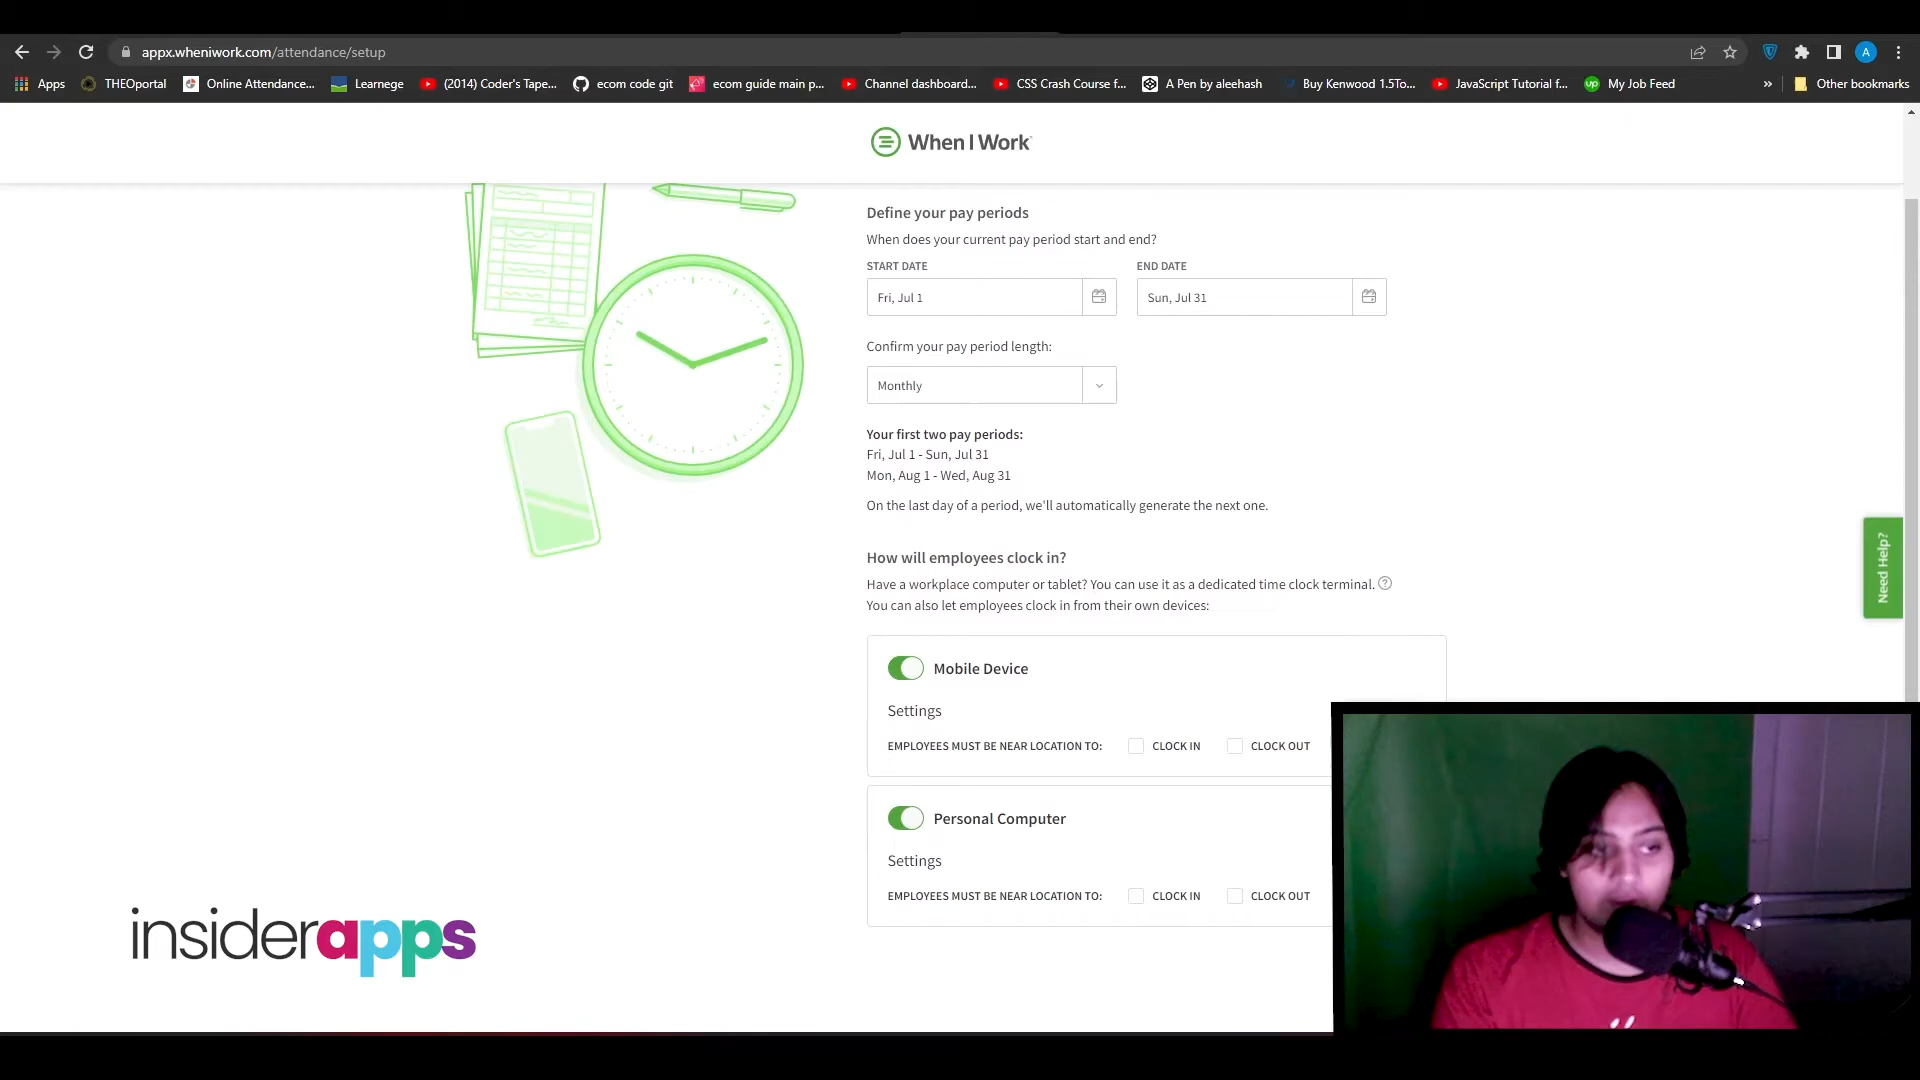 appx.wheniwork.com/attendance/setup
A
Apps
THEOportal
Online Attendance...
Learnege
(2014) Coder's Tape...
ecom code git
ecom guide main p...
Channel dashboard...
CSS Crash Course f...
A Pen by aleehash
Buy Kenwood 1.5To...
JavaScript Tutorial f...
up
My Job Feed
»
Other bookmarks
When I Work
Define your pay periods
When does your current pay period start and end?
START DATE
END DATE
Fri, Jul 1
Sun, Jul 31
Confirm your pay period length:
Monthly
Your first two pay periods:
Fri, Jul 1 - Sun, Jul 31
Mon, Aug 1 - Wed, Aug 31
On the last day of a period, we'll automatically generate the next one.
How will employees clock in?
Have a workplace computer or tablet? You can use it as a dedicated time clock terminal. ?
You can also let employees clock in from their own devices:
Need Help?
Mobile Device
Settings
EMPLOYEES MUST BE NEAR LOCATION TO: CLOCK IN CLOCK OUT
Personal Computer
Settings
EMPLOYEES MUST BE NEAR LOCATION TO: CLOCK IN CLOCK OUT
insiderapps